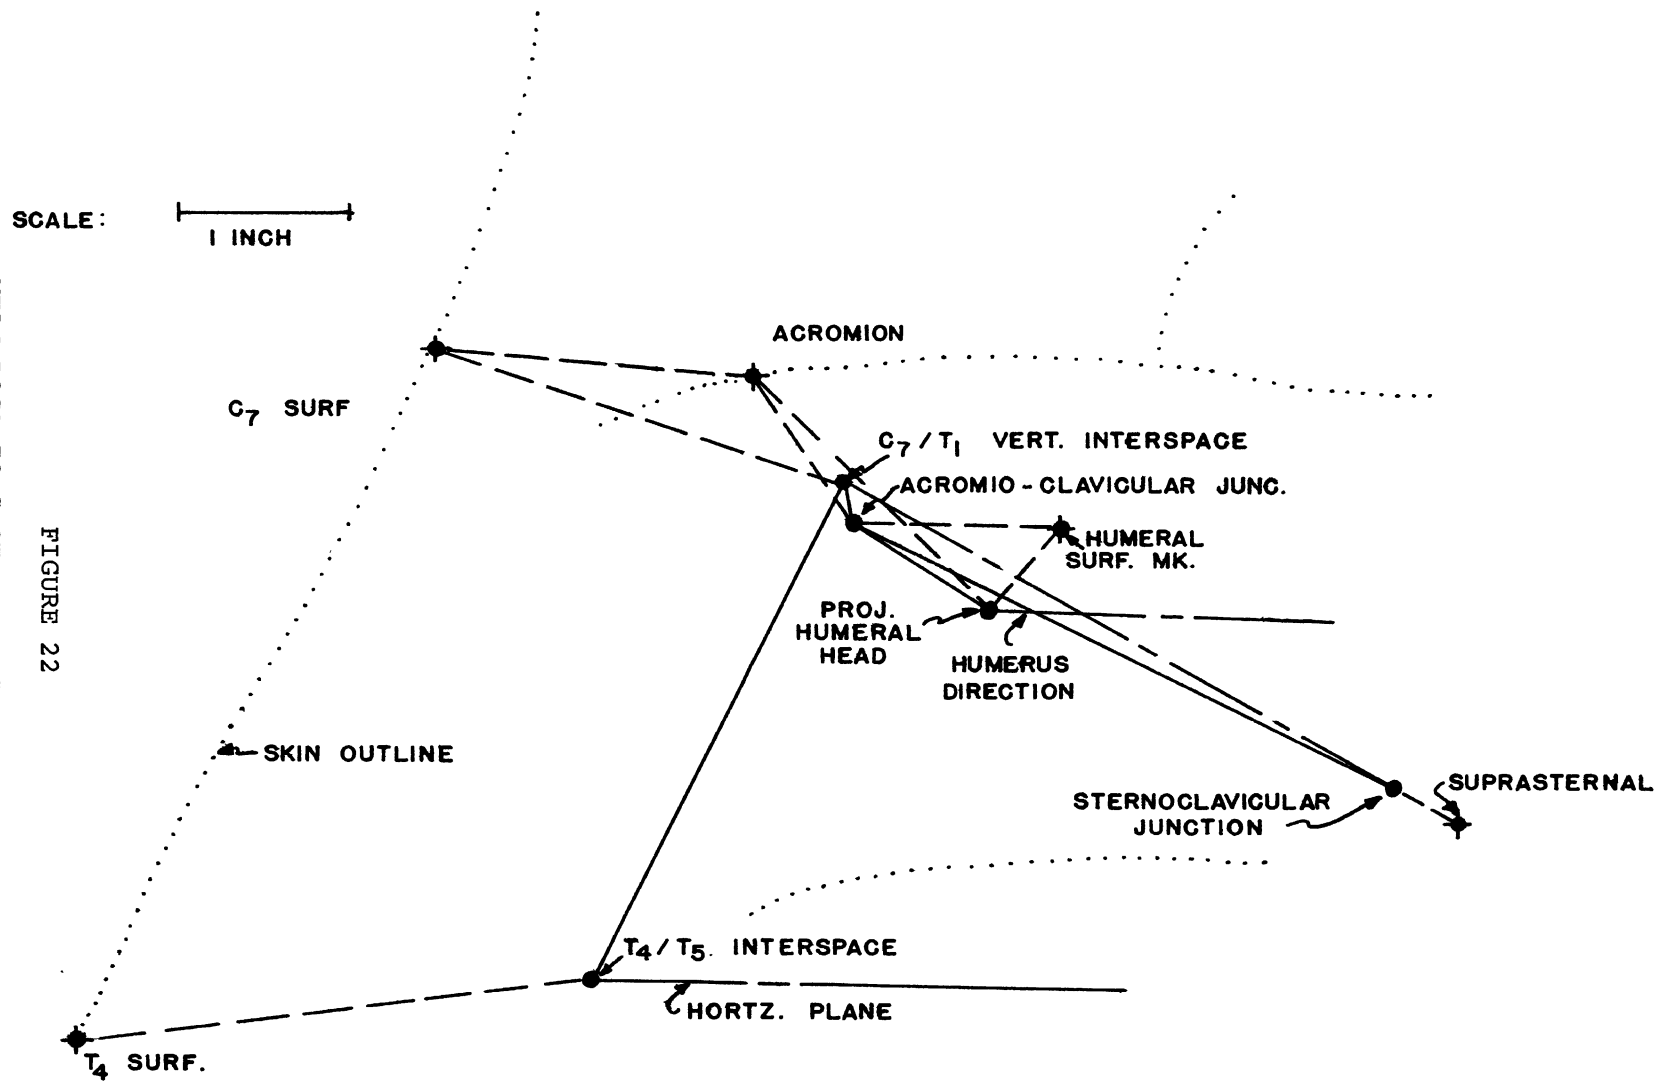 SCALE:
1 INCH
ACROMION
C7 SURF
C7/T1 VERT. INTERSPACE
ACROMIO-CLAVICULAR JUNC.
HUMERAL
SURF. MK.
PROJ.
HUMERAL
HEAD
HUMERUS
DIRECTION
FIGURE 22
SKIN OUTLINE
SUPRASTERNAL
STERNOCLAVICULAR
JUNCTION
T4/T5. INTERSPACE
HORTZ. PLANE
T4 SURF.